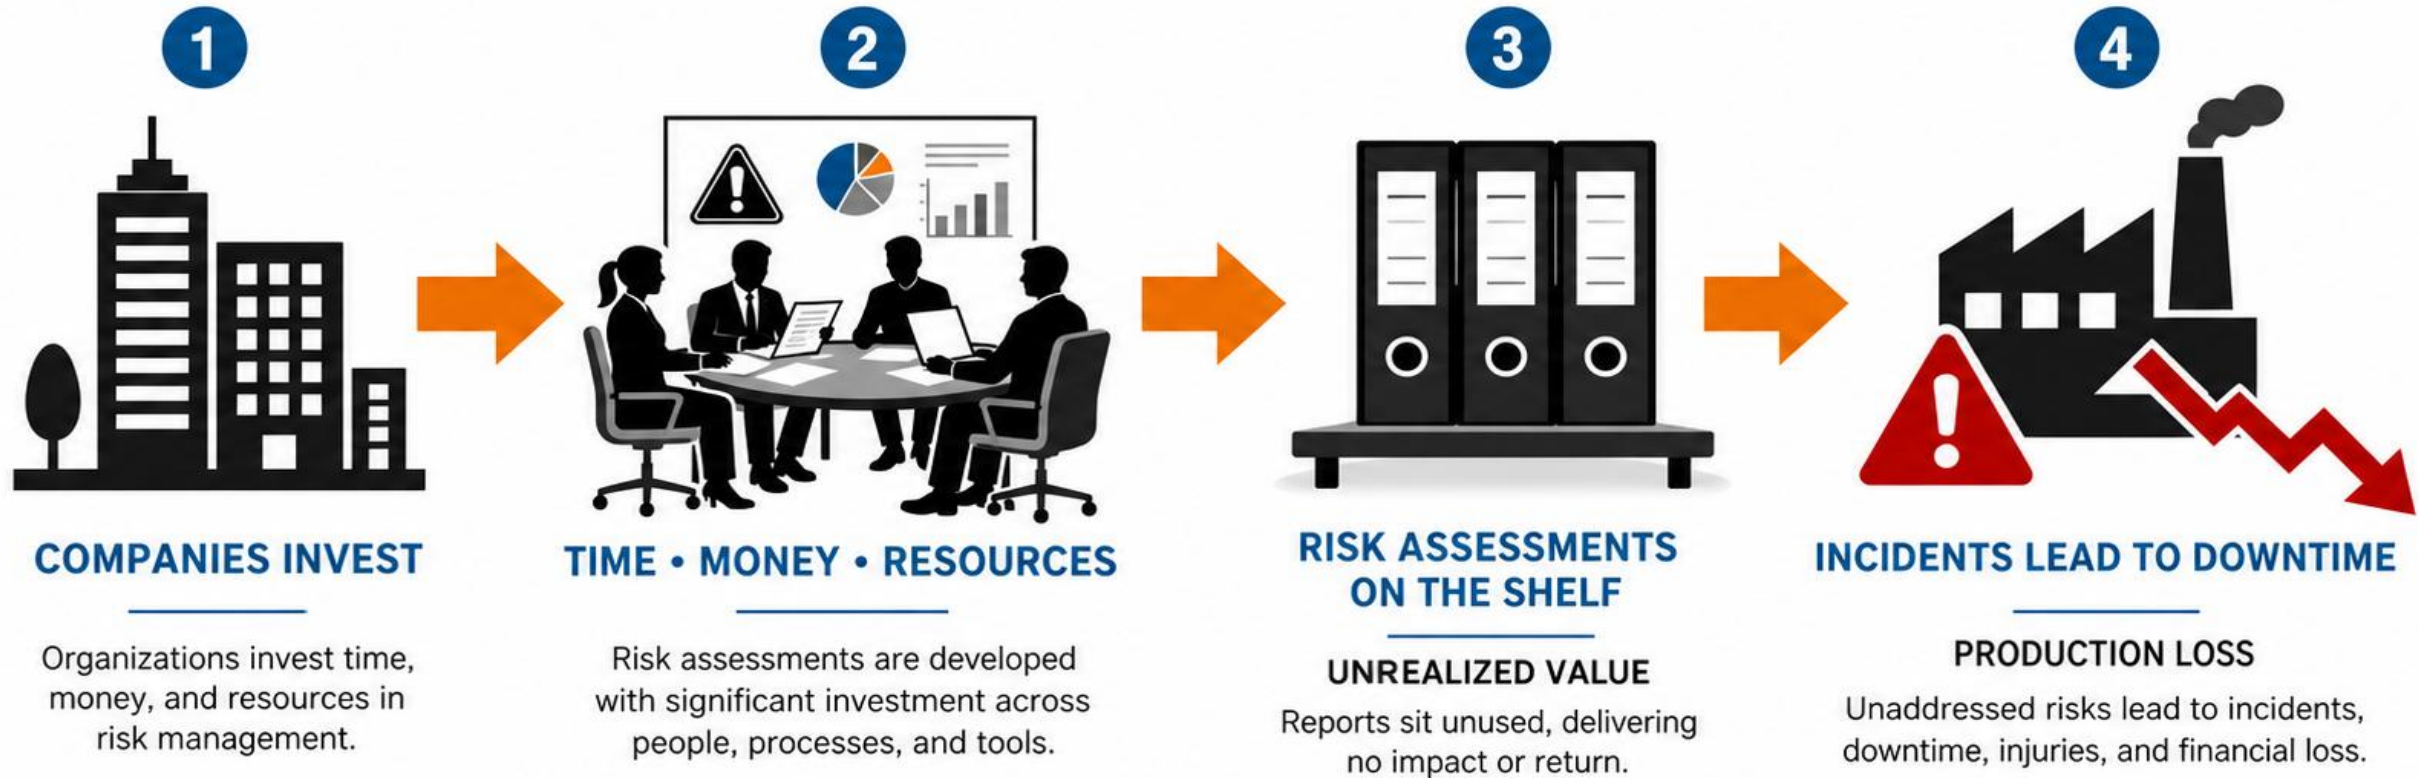 1
COMPANIES INVEST
Organizations invest time,
money, and resources in
risk management.
2
TIME • MONEY • RESOURCES
Risk assessments are developed
with significant investment across
people, processes, and tools.
3
RISK ASSESSMENTS
ON THE SHELF
UNREALIZED VALUE
Reports sit unused, delivering
no impact or return.
4
INCIDENTS LEAD TO DOWNTIME
PRODUCTION LOSS
Unaddressed risks lead to incidents,
downtime, injuries, and financial loss.